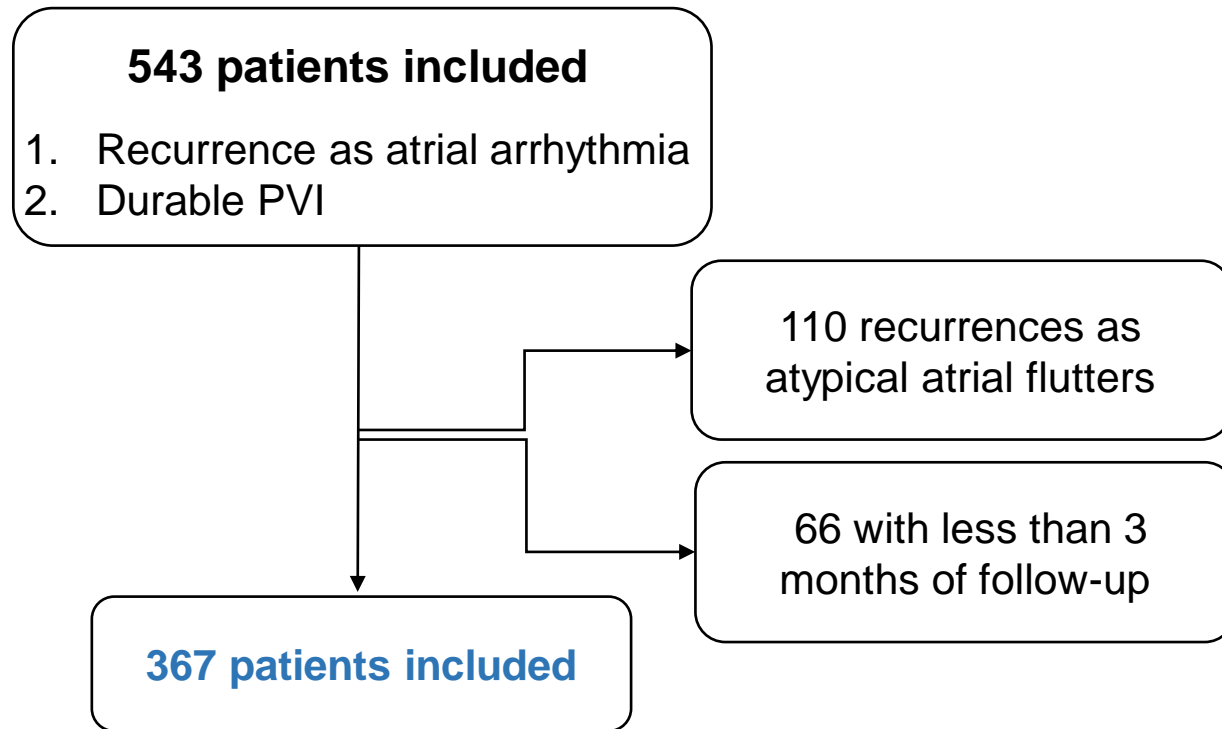 543 patients included
1. Recurrence as atrial arrhythmia
2. Durable PVI
110 recurrences as
atypical atrial flutters
66 with less than 3
months of follow-up
367 patients included